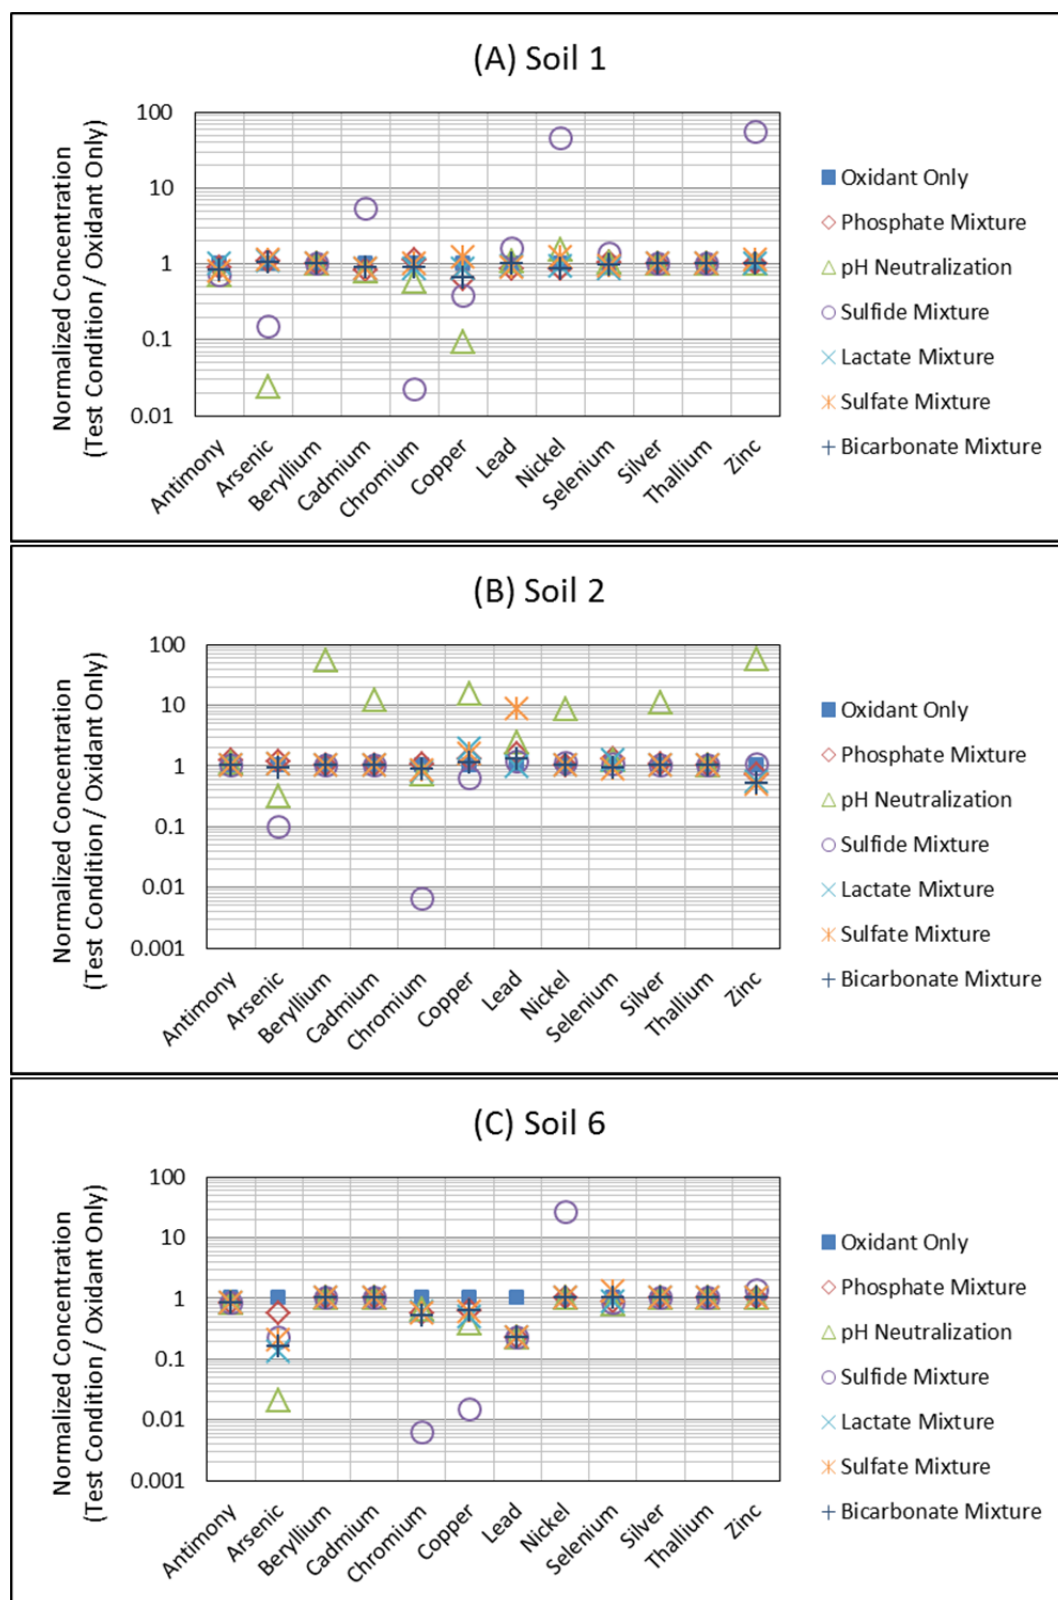 (A) Soil 1
Normalized Concentration
(Test Condition / Oxidant Only)
100
10
1
0.1
0.01
Antimony
Arsenic
Beryllium
Cadmium
Chromium
Copper
Lead
Nickel
Selenium
Silver
Thallium
Zinc
Oxidant Only
Phosphate Mixture
pH Neutralization
Sulfide Mixture
Lactate Mixture
Sulfate Mixture
Bicarbonate Mixture
(B) Soil 2
Normalized Concentration
(Test Condition / Oxidant Only)
100
10
1
0.1
0.01
0.001
Antimony
Arsenic
Beryllium
Cadmium
Chromium
Copper
Lead
Nickel
Selenium
Silver
Thallium
Zinc
Oxidant Only
Phosphate Mixture
pH Neutralization
Sulfide Mixture
Lactate Mixture
Sulfate Mixture
Bicarbonate Mixture
(C) Soil 6
Normalized Concentration
(Test Condition / Oxidant Only)
100
10
1
0.1
0.01
0.001
Antimony
Arsenic
Beryllium
Cadmium
Chromium
Copper
Lead
Nickel
Selenium
Silver
Thallium
Zinc
Oxidant Only
Phosphate Mixture
pH Neutralization
Sulfide Mixture
Lactate Mixture
Sulfate Mixture
Bicarbonate Mixture